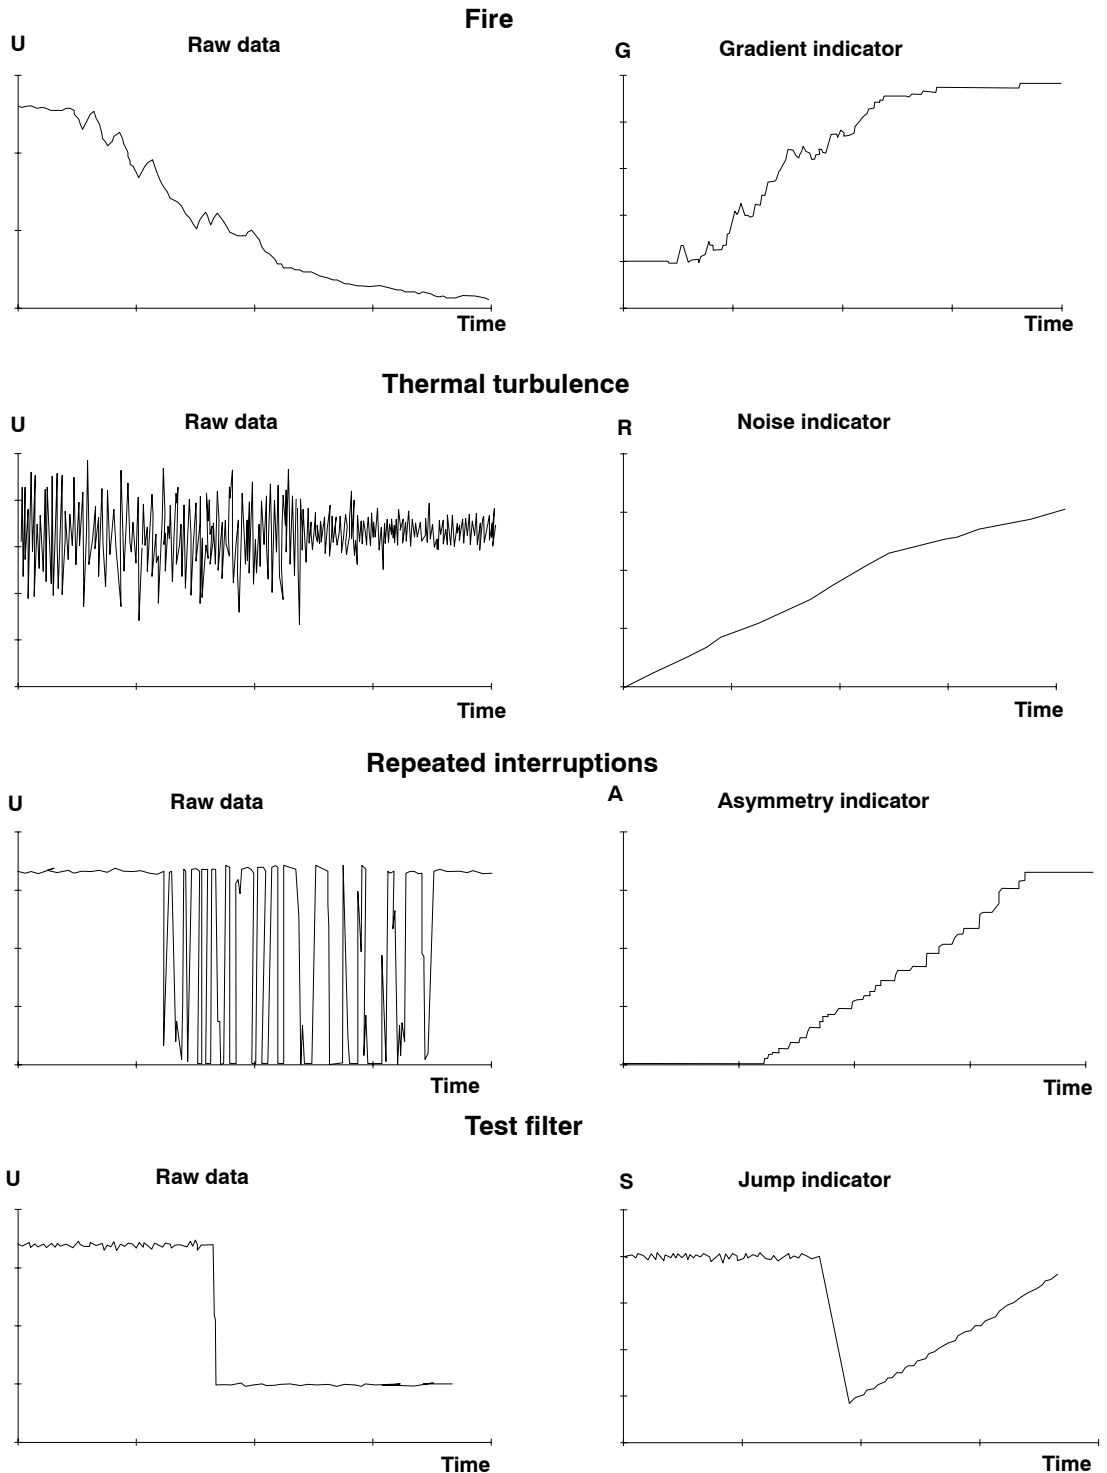 Fire
U
Raw data
G
Gradient indicator
Time
Time
Thermal turbulence
U
Raw data
R
Noise indicator
Time
Time
Repeated interruptions
U
Raw data
A
Asymmetry indicator
Time
Time
Test filter
U
Raw data
S
Jump indicator
Time
Time